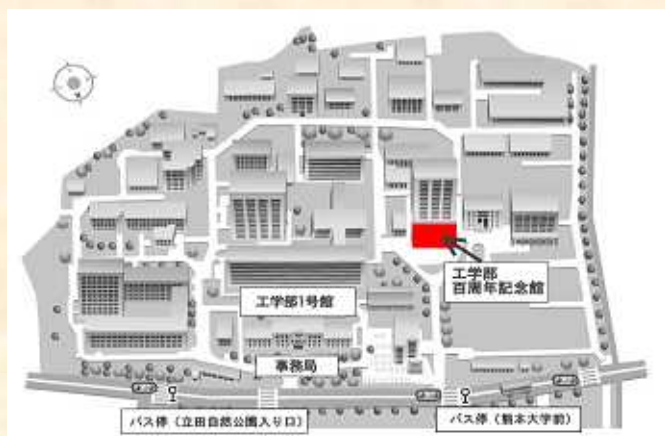 工学部
百周年記念館
工学部1号館
事務局
バス停（立田自然公園入り口）
バス停（熊本大学前）